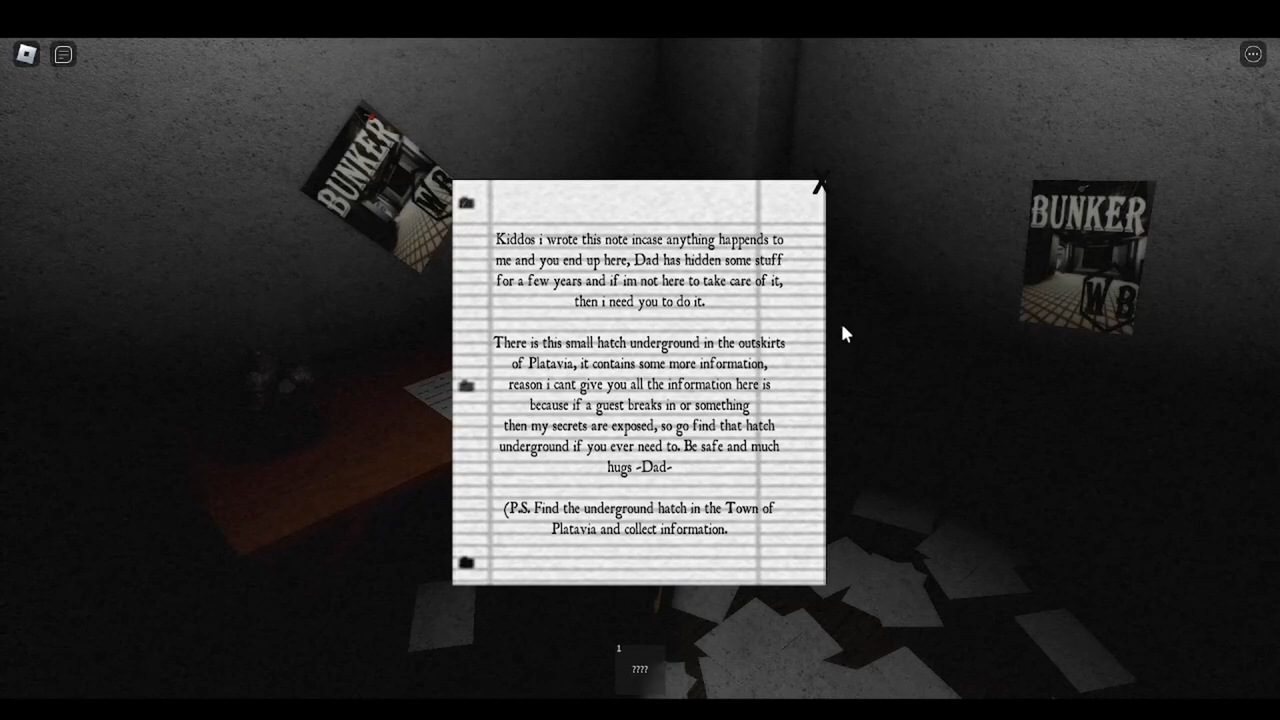 BUNKER
WB
BUNKER
WB
Kiddos i wrote this note incase anything happends to
me and you end up here, Dad has hidden some stuff
for a few years and if im not here to take care of it,
then i need you to do it.
There is this small hatch underground in the outskirts
of Platavia, it contains some more information,
reason i cant give you all the information here is
because if a guest breaks in or something
then my secrets are exposed, so go find that hatch
underground if you ever need to. Be safe and much
hugs -Dad-
(P.S. Find the underground hatch in the Town of
Platavia and collect information.
1
????